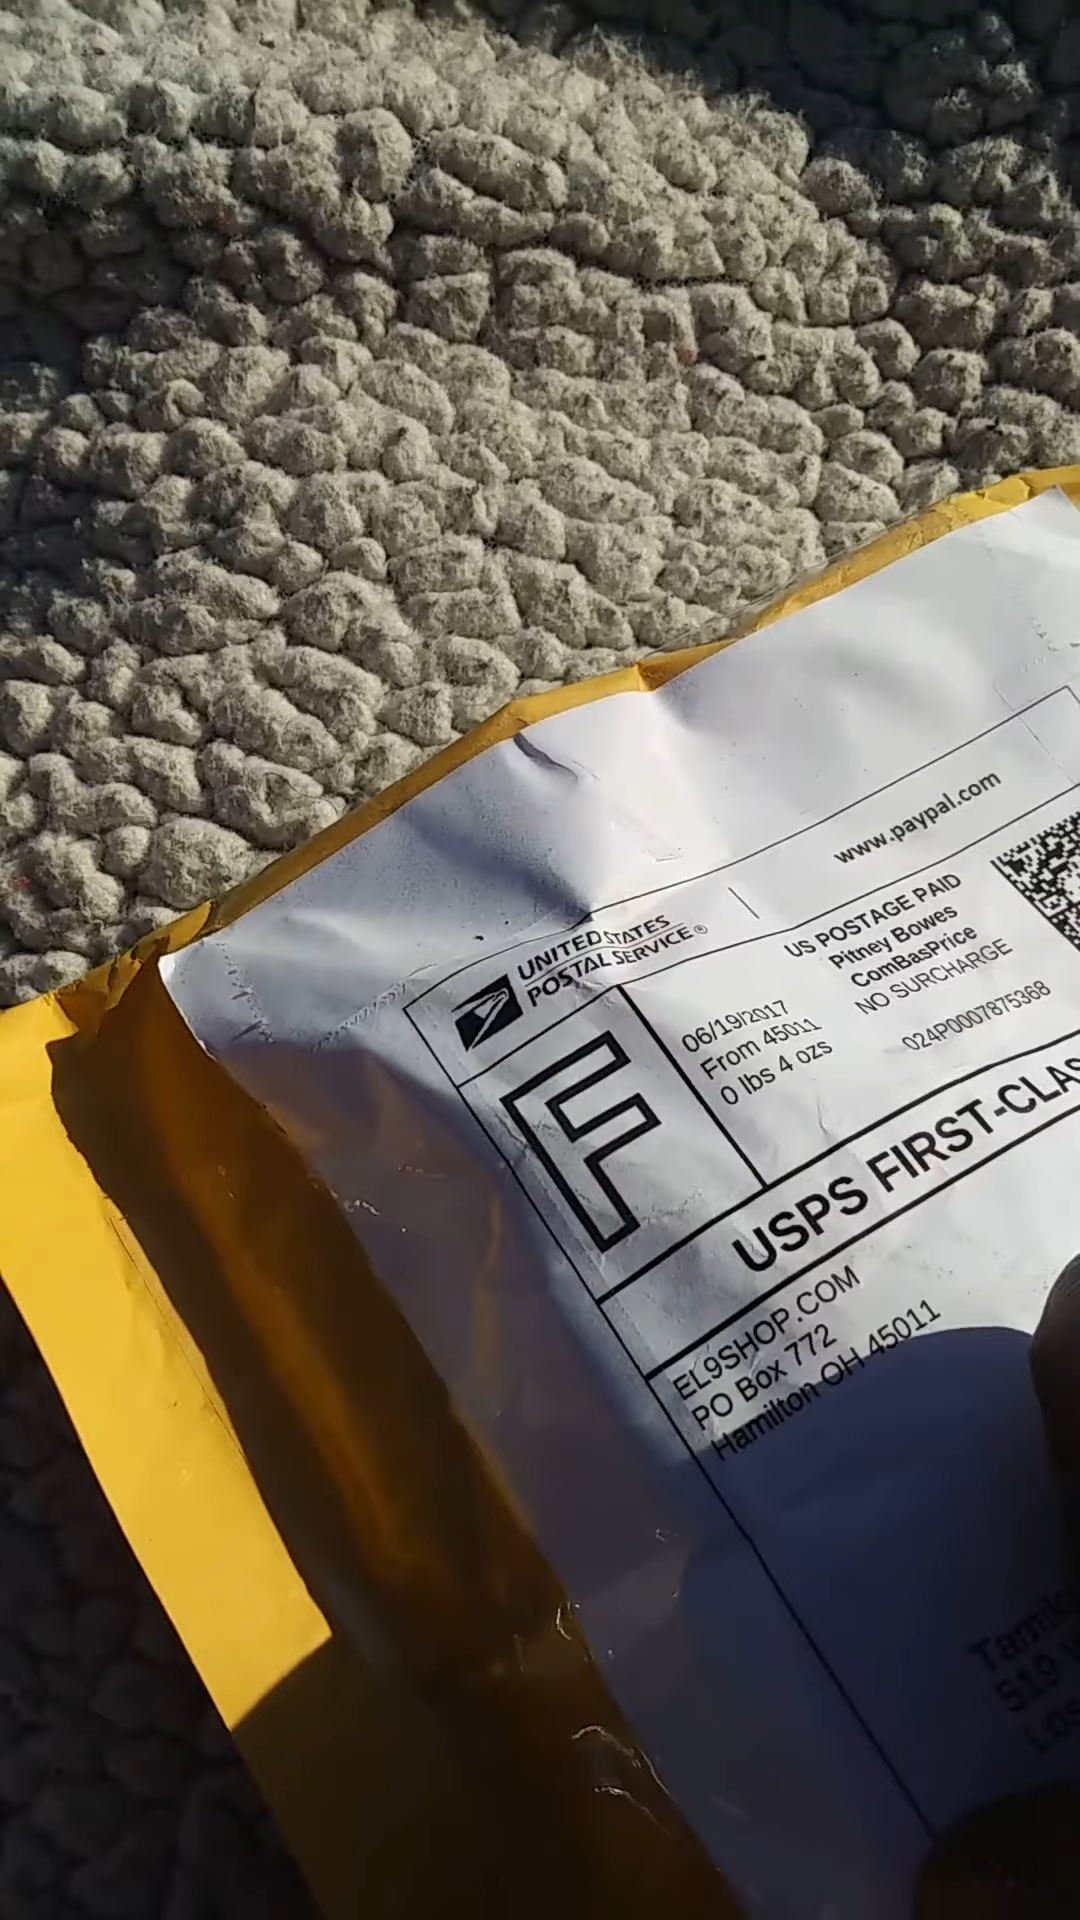 www.paypal.com
UNITED STATES
POSTAL SERVICE®
US POSTAGE PAID
Pitney Bowes
ComBasPrice
NO SURCHARGE
024P0007875368
06/19/2017
From 45011
0 lbs 4 ozs
F
USPS FIRST-CLAS
EL9SHOP.COM
PO Box 772
Hamilton OH 45011
519